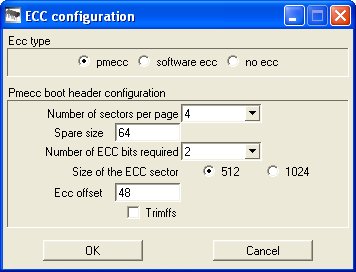 ECC configuration
Ecc type
pmecc software ecc no ecc
Pmecc boot header configuration
Number of sectors per page 4
Spare size 64
Number of ECC bits required 2
Size of the ECC sector 512 1024
Ecc offset 48
Trimffs
OK Cancel